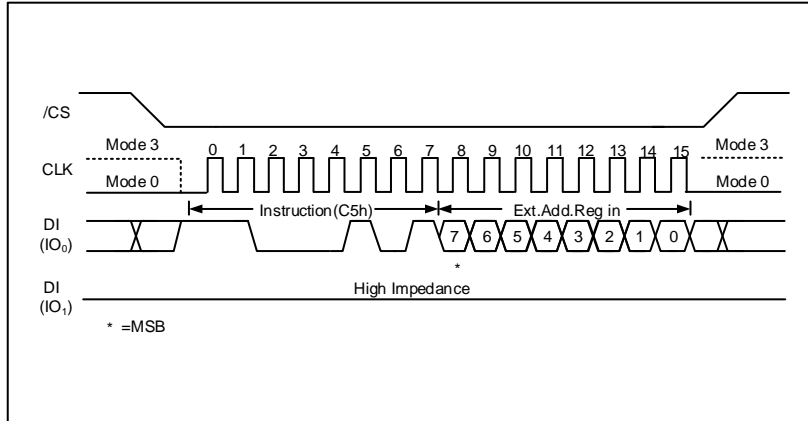 /CS
Mode 3
0 1 2 3 4 5 6 7 8 9 10 11 12 13 14 15
Mode 3
CLK
Mode 0
Mode 0
Instruction(C5h)
Ext.Add.Reg in
DI
(IO₀)
7 6 5 4 3 2 1 0
*
DI
(IO₁)
High Impedance
* =MSB